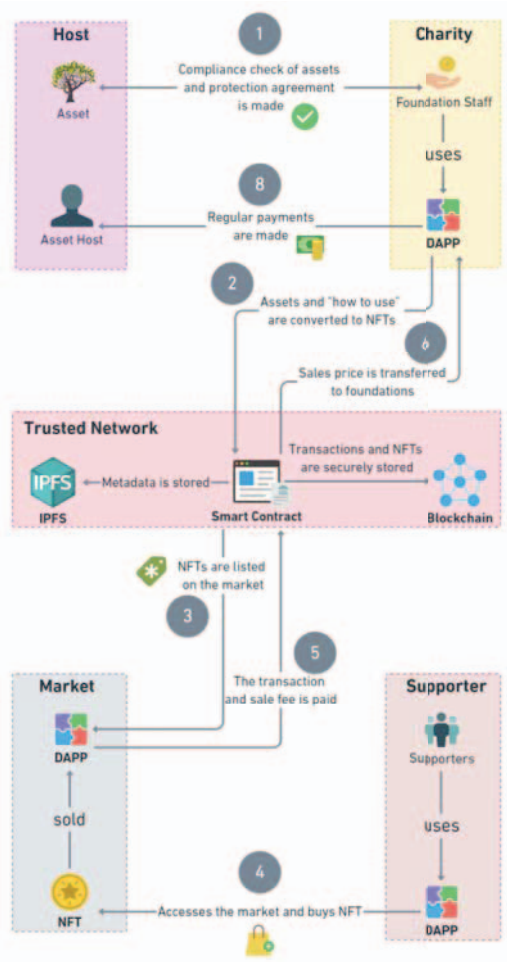 Host
1
Charity
Compliance check of assets
and protection agreement
is made
Asset
Foundation Staff
uses
8
Regular payments
are made
Asset Host
DAPP
2
Assets and "how to use"
are converted to NFTs
6
Sales price is transferred
to foundations
Trusted Network
Transactions and NFTs
are securely stored
IPFS
Metadata is stored
IPFS
Smart Contract
Blockchain
NFTs are listed
on the market
3
5
The transaction
and sale fee is paid
Market
Supporter
DAPP
Supporters
sold
uses
4
Accesses the market and buys NFT
NFT
DAPP